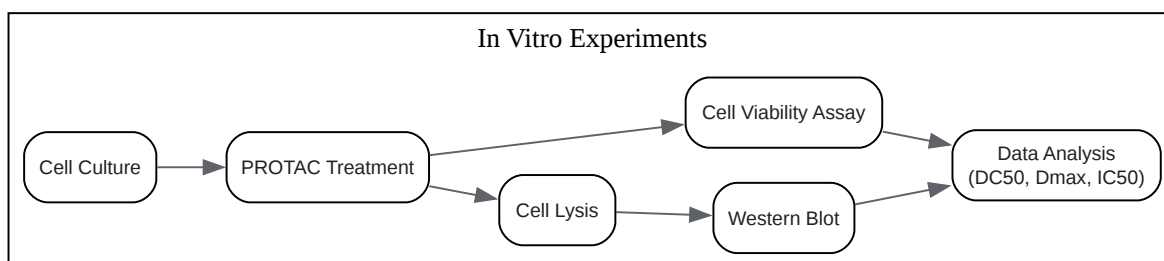 In Vitro Experiments
Cell Culture
PROTAC Treatment
Cell Viability Assay
Cell Lysis
Western Blot
Data Analysis
(DC50, Dmax, IC50)